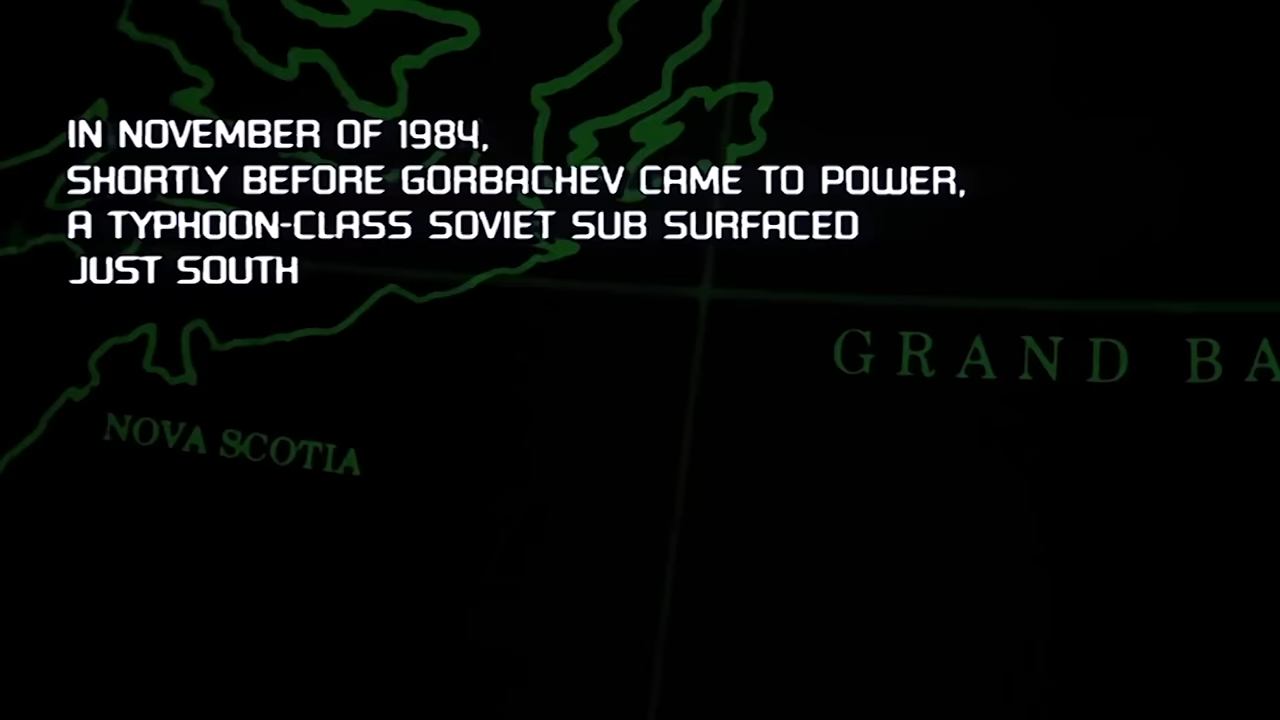 IN NOVEMBER OF 1984,
SHORTLY BEFORE GORBACHEV CAME TO POWER,
A TYPHOON-CLASS SOVIET SUB SURFACED
JUST SOUTH
GRAND BA
NOVA SCOTIA